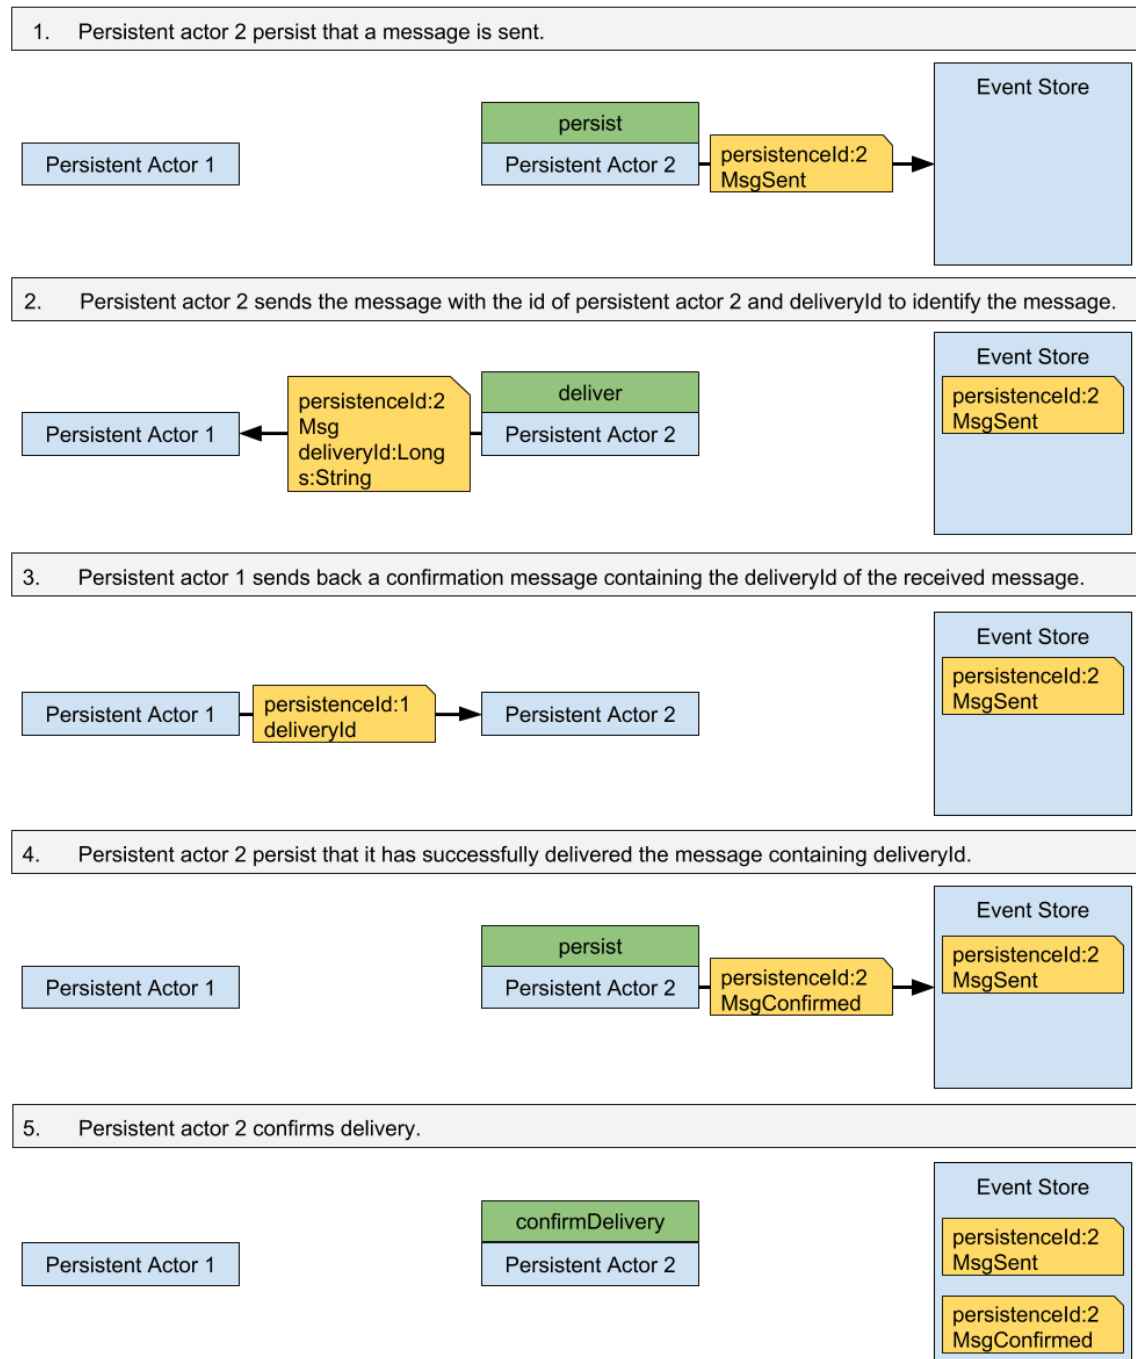 1. Persistent actor 2 persist that a message is sent.
Event Store
persist
Persistent Actor 1
Persistent Actor 2
persistenceId:2
MsgSent
2. Persistent actor 2 sends the message with the id of persistent actor 2 and deliveryId to identify the message.
Event Store
persistenceId:2
MsgSent
deliver
Persistent Actor 1
persistenceId:2
Msg
deliveryId:Long
s:String
Persistent Actor 2
3. Persistent actor 1 sends back a confirmation message containing the deliveryId of the received message.
Event Store
persistenceId:2
MsgSent
Persistent Actor 1
persistenceId:1
deliveryId
Persistent Actor 2
4. Persistent actor 2 persist that it has successfully delivered the message containing deliveryId.
Event Store
persistenceId:2
MsgSent
persist
Persistent Actor 1
Persistent Actor 2
persistenceId:2
MsgConfirmed
5. Persistent actor 2 confirms delivery.
Event Store
confirmDelivery
Persistent Actor 1
Persistent Actor 2
persistenceId:2
MsgSent
persistenceId:2
MsgConfirmed